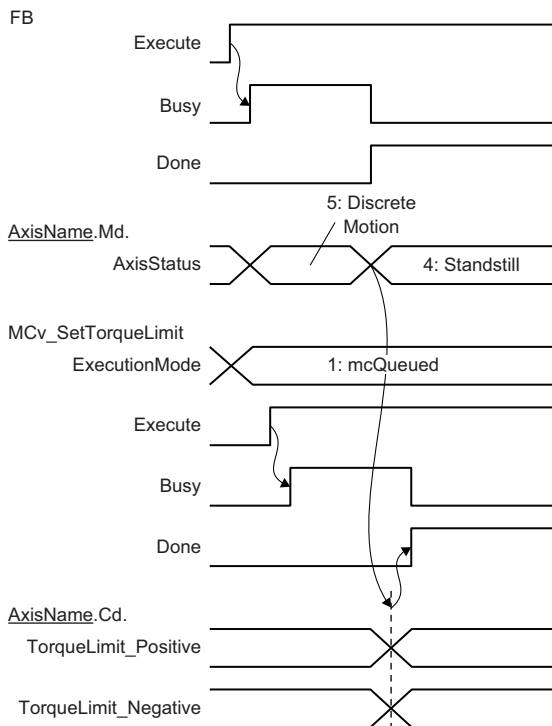 FB
Execute
Busy
Done
5: Discrete
Motion
AxisName.Md.
AxisStatus
4: Standstill
MCv_SetTorqueLimit
ExecutionMode
1: mcQueued
Execute
Busy
Done
AxisName.Cd.
TorqueLimit_Positive
TorqueLimit_Negative